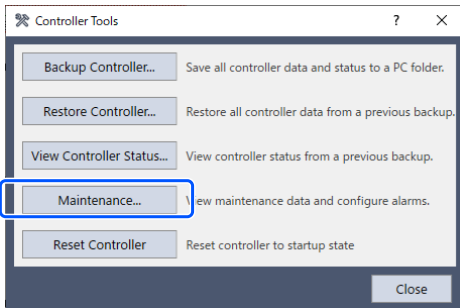 Controller Tools ? ×
Backup Controller... Save all controller data and status to a PC folder.
Restore Controller... Restore all controller data from a previous backup.
View Controller Status... View controller status from a previous backup.
Maintenance... View maintenance data and configure alarms.
Reset Controller Reset controller to startup state
Close